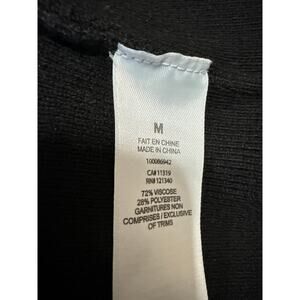 M
FAIT EN CHINE
MADE IN CHINA
100086942
CA# 11319
RN# 121340
72% VISCOSE
28% POLYESTER
GARNITURES NON
COMPRISES / EXCLUSIVE
OF TRIMS